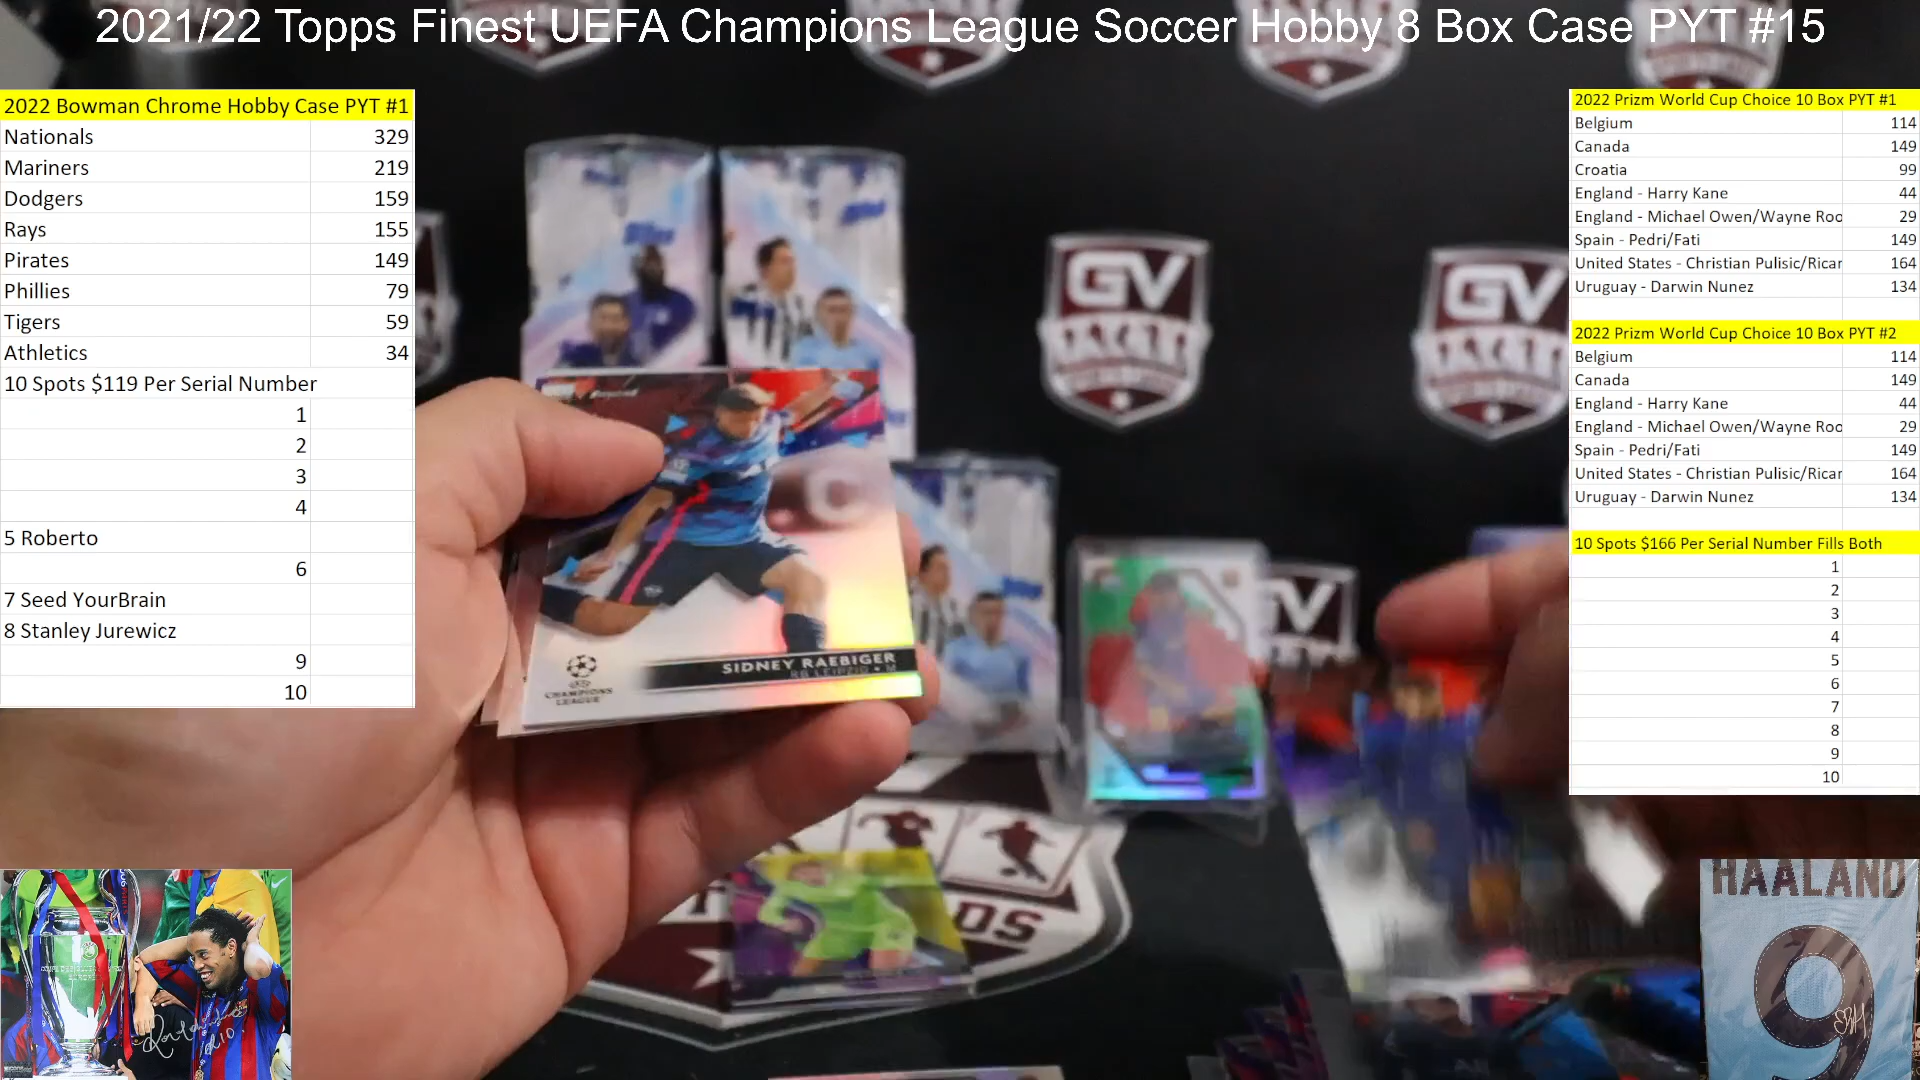 2021/22 Topps Finest UEFA Champions League Soccer Hobby 8 Box Case PYT #15
2022 Bowman Chrome Hobby Case PYT #1
Nationals 329
Mariners 219
Dodgers 159
Rays 155
Pirates 149
Phillies 79
Tigers 59
Athletics 34
10 Spots $119 Per Serial Number
1
2
3
4
5 Roberto
6
7 Seed YourBrain
8 Stanley Jurewicz
9
10
2022 Prizm World Cup Choice 10 Box PYT #1
Belgium 114
Canada 149
Croatia 99
England - Harry Kane 44
England - Michael Owen/Wayne Roo 29
Spain - Pedri/Fati 149
United States - Christian Pulisic/Ricar 164
Uruguay - Darwin Nunez 134
2022 Prizm World Cup Choice 10 Box PYT #2
Belgium 114
Canada 149
England - Harry Kane 44
England - Michael Owen/Wayne Roo 29
Spain - Pedri/Fati 149
United States - Christian Pulisic/Ricar 164
Uruguay - Darwin Nunez 134
10 Spots $166 Per Serial Number Fills Both
1
2
3
4
5
6
7
8
9
10
GV
GV
SIDNEY RAEBIGER
RB LEIPZIG • M
CHAMPIONS
LEAGUE
HAALAND
9